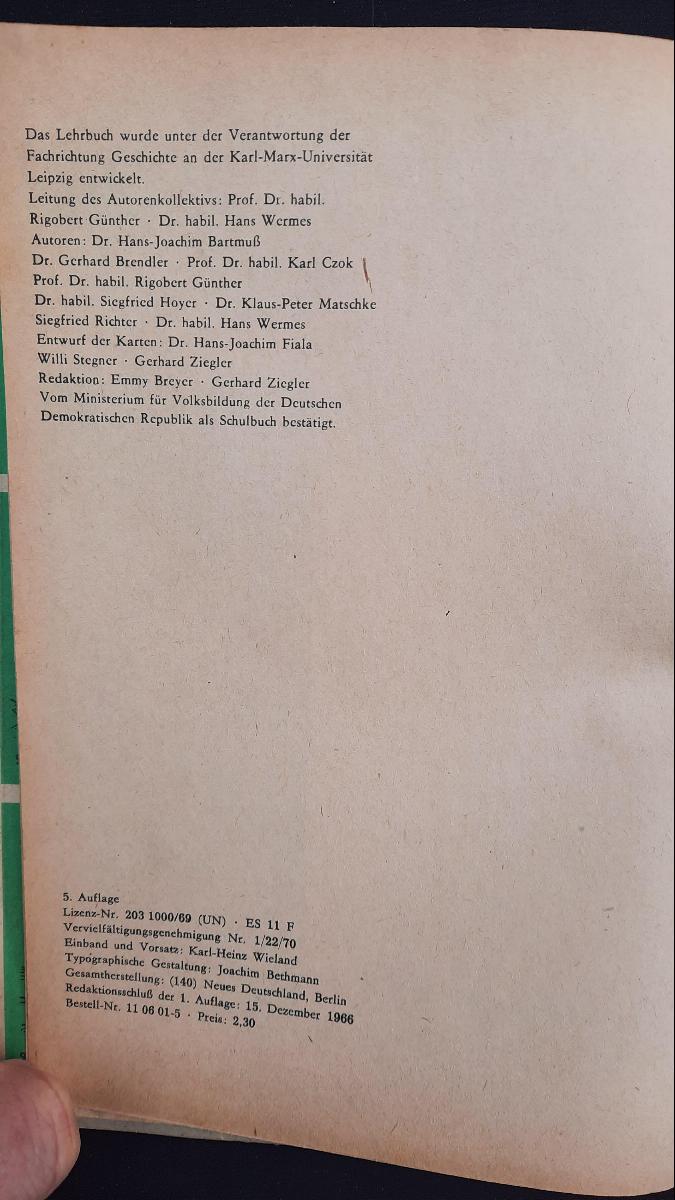 Das Lehrbuch wurde unter der Verantwortung der
Fachrichtung Geschichte an der Karl-Marx-Universität
Leipzig entwickelt.
Leitung des Autorenkollektivs: Prof. Dr. habil.
Rigobert Günther · Dr. habil. Hans Wermes
Autoren: Dr. Hans-Joachim Bartmuß
Dr. Gerhard Brendler · Prof. Dr. habil. Karl Czok
Prof. Dr. habil. Rigobert Günther
Dr. habil. Siegfried Hoyer · Dr. Klaus-Peter Matschke
Siegfried Richter · Dr. habil. Hans Wermes
Entwurf der Karten: Dr. Hans-Joachim Fiala
Willi Stegner · Gerhard Ziegler
Redaktion: Emmy Breyer · Gerhard Ziegler
Vom Ministerium für Volksbildung der Deutschen
Demokratischen Republik als Schulbuch bestätigt.
5. Auflage
Lizenz-Nr. 203 1000/69 (UN) · ES 11 F
Vervielfältigungsgenehmigung Nr. 1/22/70
Einband und Vorsatz: Karl-Heinz Wieland
Typographische Gestaltung: Joachim Bethmann
Gesamtherstellung: (140) Neues Deutschland, Berlin
Redaktionsschluß der 1. Auflage: 15. Dezember 1966
Bestell-Nr. 11 06 01-5 · Preis: 2,30